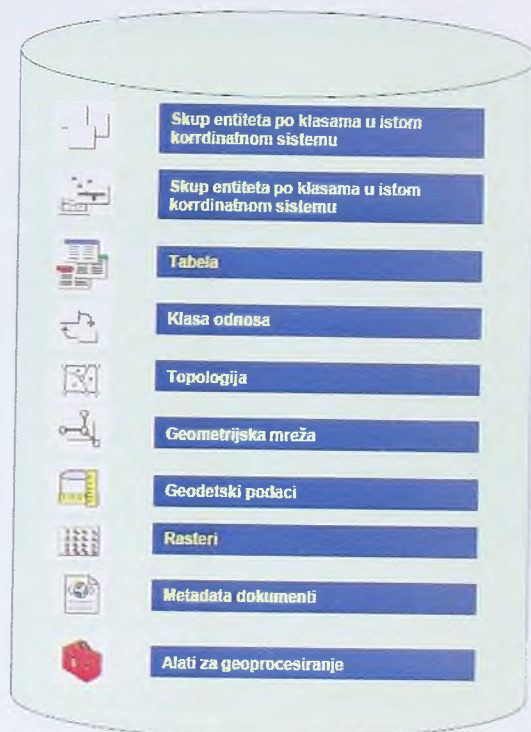 Skup entiteta po klasama u istom
korrdinatnom sistemu
Skup entiteta po klasama u istom
korrdinatnom sistemu
Tabela
Klasa odnosa
Topologija
Geometrijska mreža
Geodetski podaci
Rasteri
Metadata dokumenti
Alati za geoprocesiranje